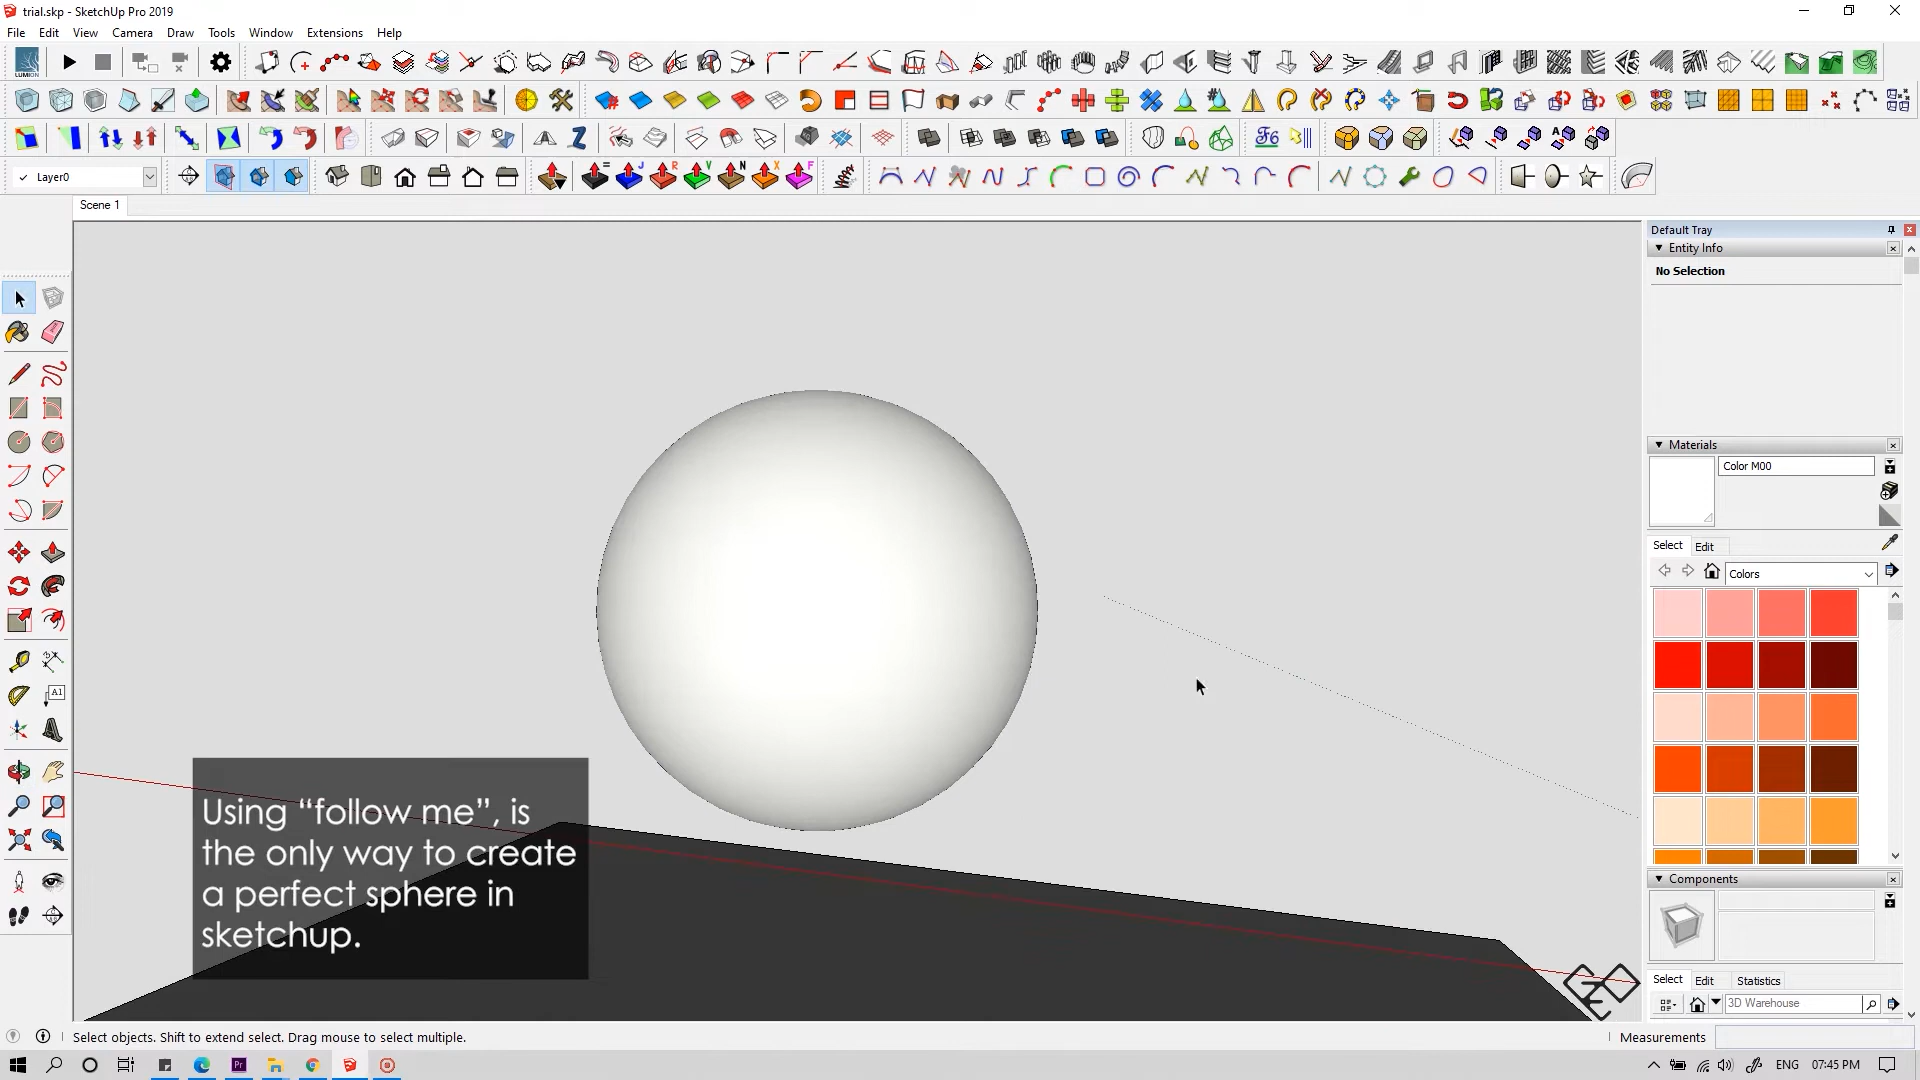 trial.skp - SketchUp Pro 2019
File Edit View Camera Draw Tools Window Extensions Help
LUMION
Layer0
Scene 1
Default Tray
Entity Info
No Selection
Materials
Color M00
Select Edit
Colors
Components
Select Edit Statistics
3D Warehouse
Using “follow me”, is
the only way to create
a perfect sphere in
sketchup.
Select objects. Shift to extend select. Drag mouse to select multiple.
Measurements
ENG 07:45 PM